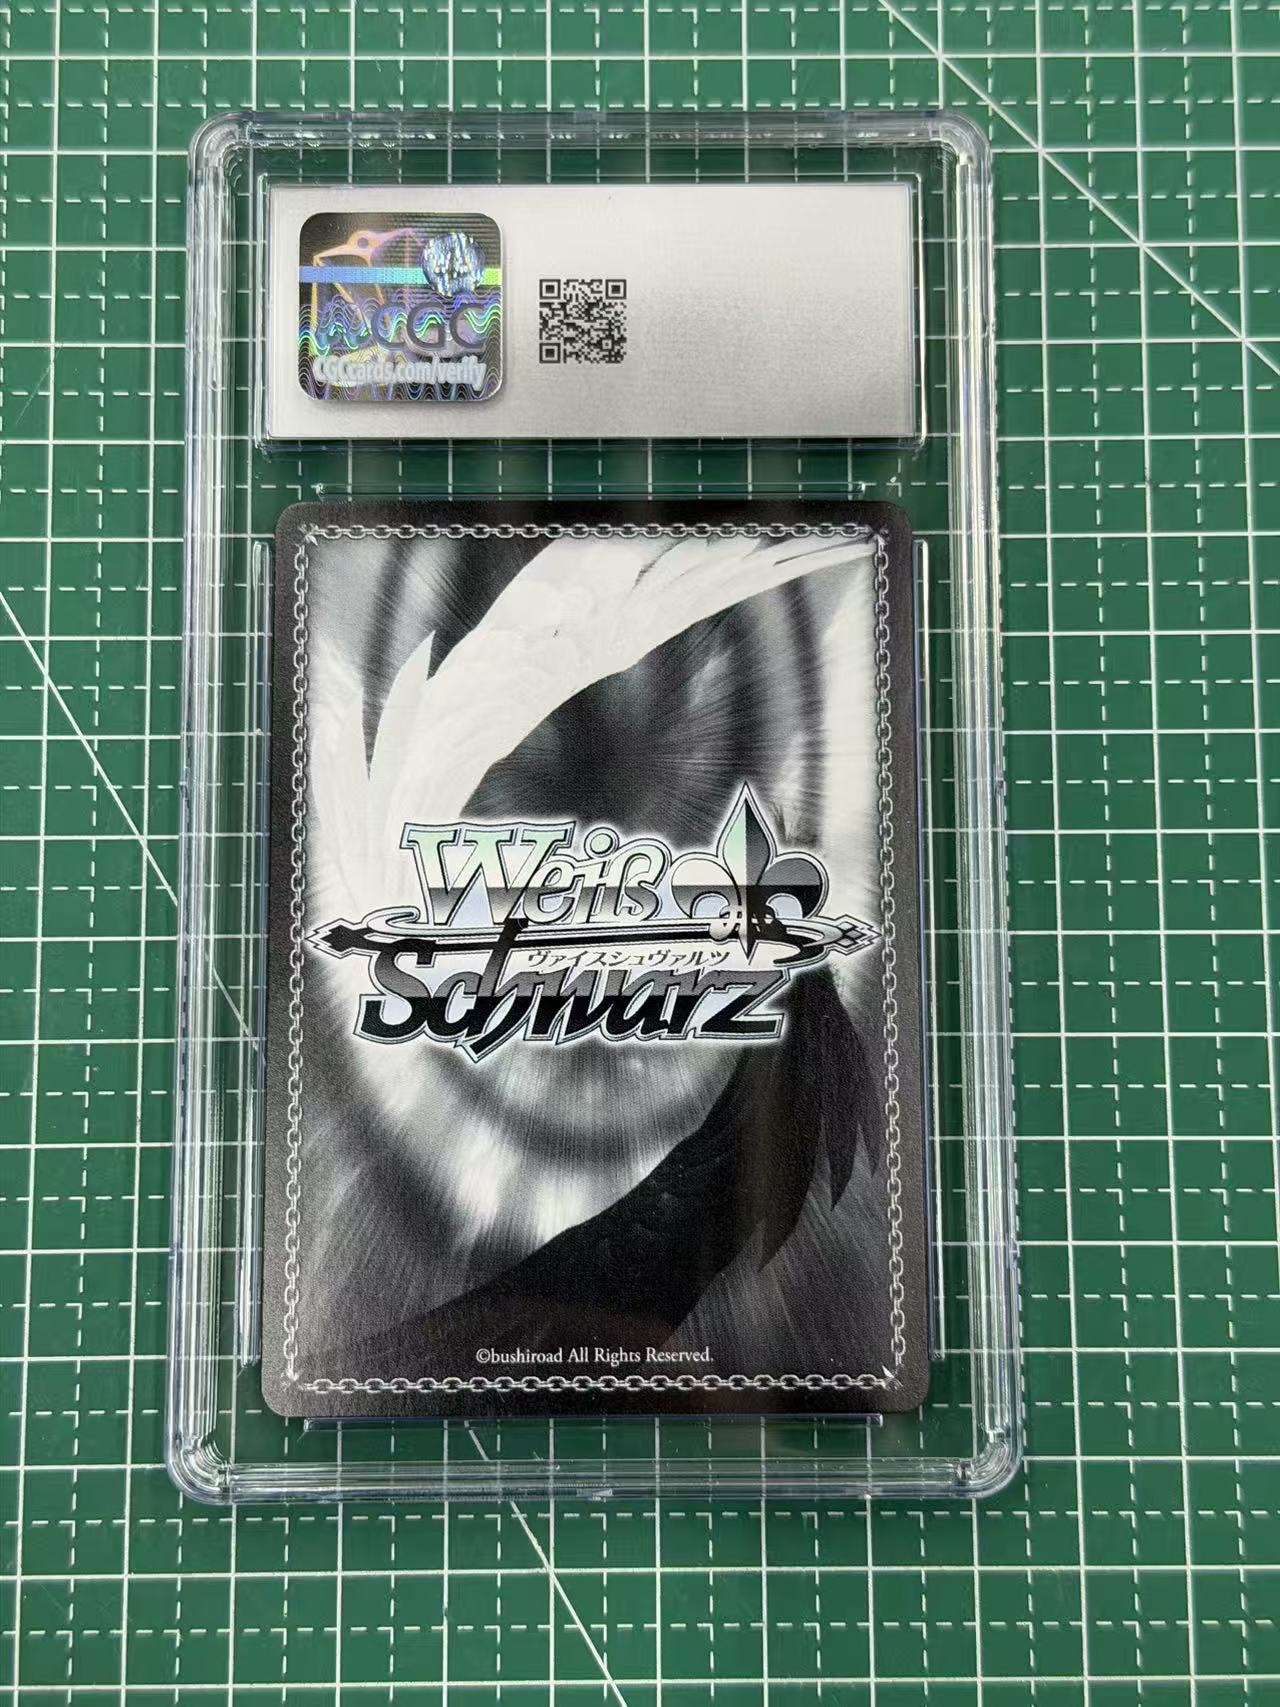 CGC
CGCcards.com/verify
Weiß
ヴァイスシュヴァルツ
Schwarz
©bushiroad All Rights Reserved.